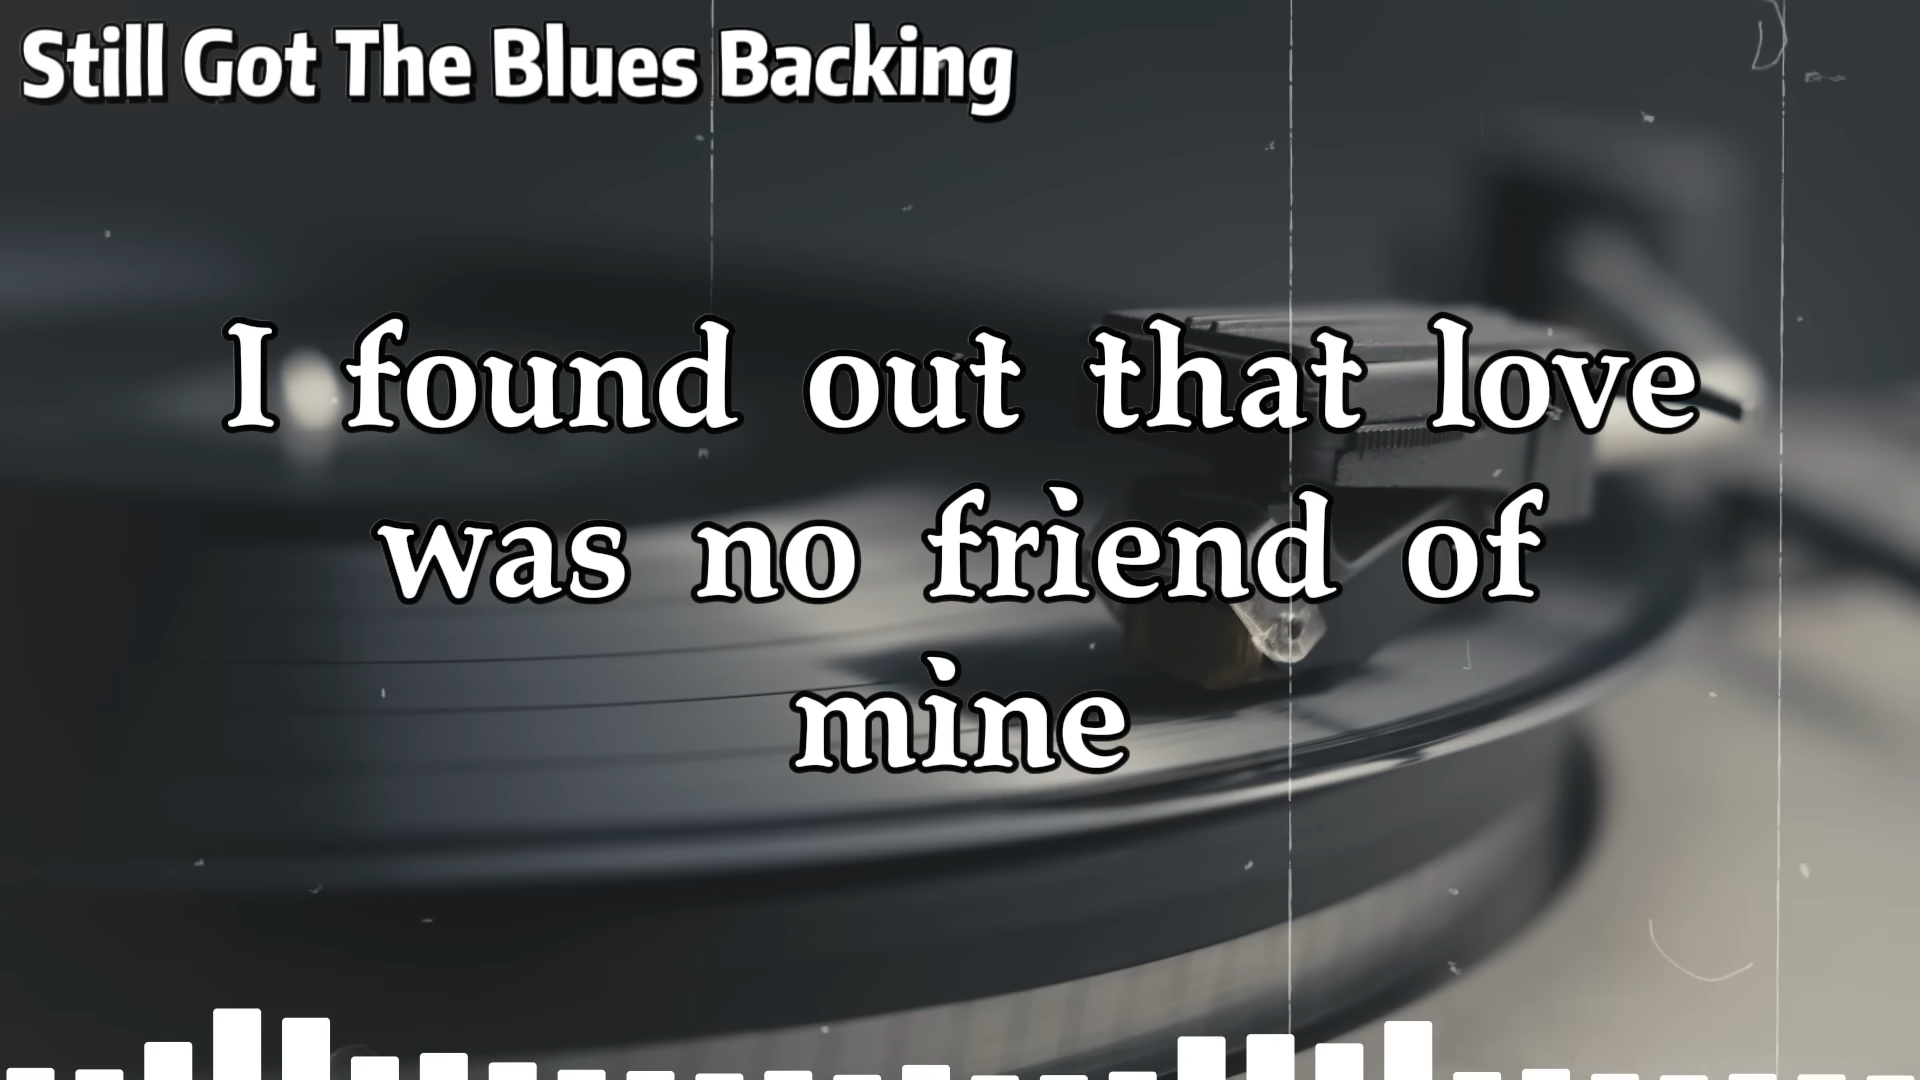 Still Got The Blues Backing
I found out that love
was no friend of
mine